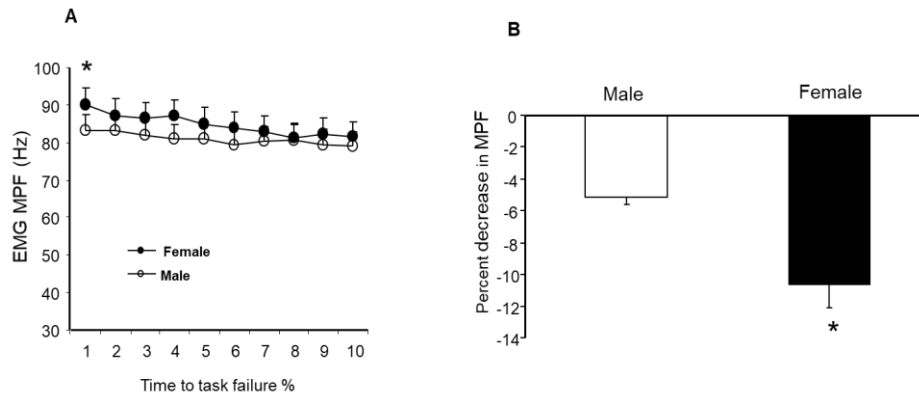 A
*
100
90
80
70
60
50
40
30
EMG MPF (Hz)
Female
Male
1 2 3 4 5 6 7 8 9 10
Time to task failure %
B
Male Female
0
-2
-4
-6
-8
-10
-12
-14
Percent decrease in MPF
*